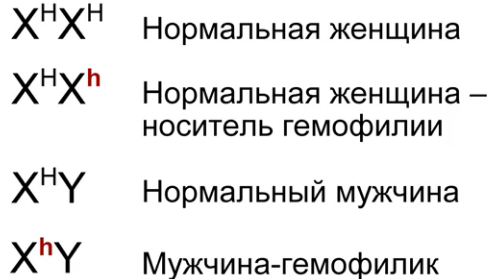 XᴴXᴴ Нормальная женщина
XᴴXʰ Нормальная женщина –
носитель гемофилии
XᴴY Нормальный мужчина
XʰY Мужчина-гемофилик